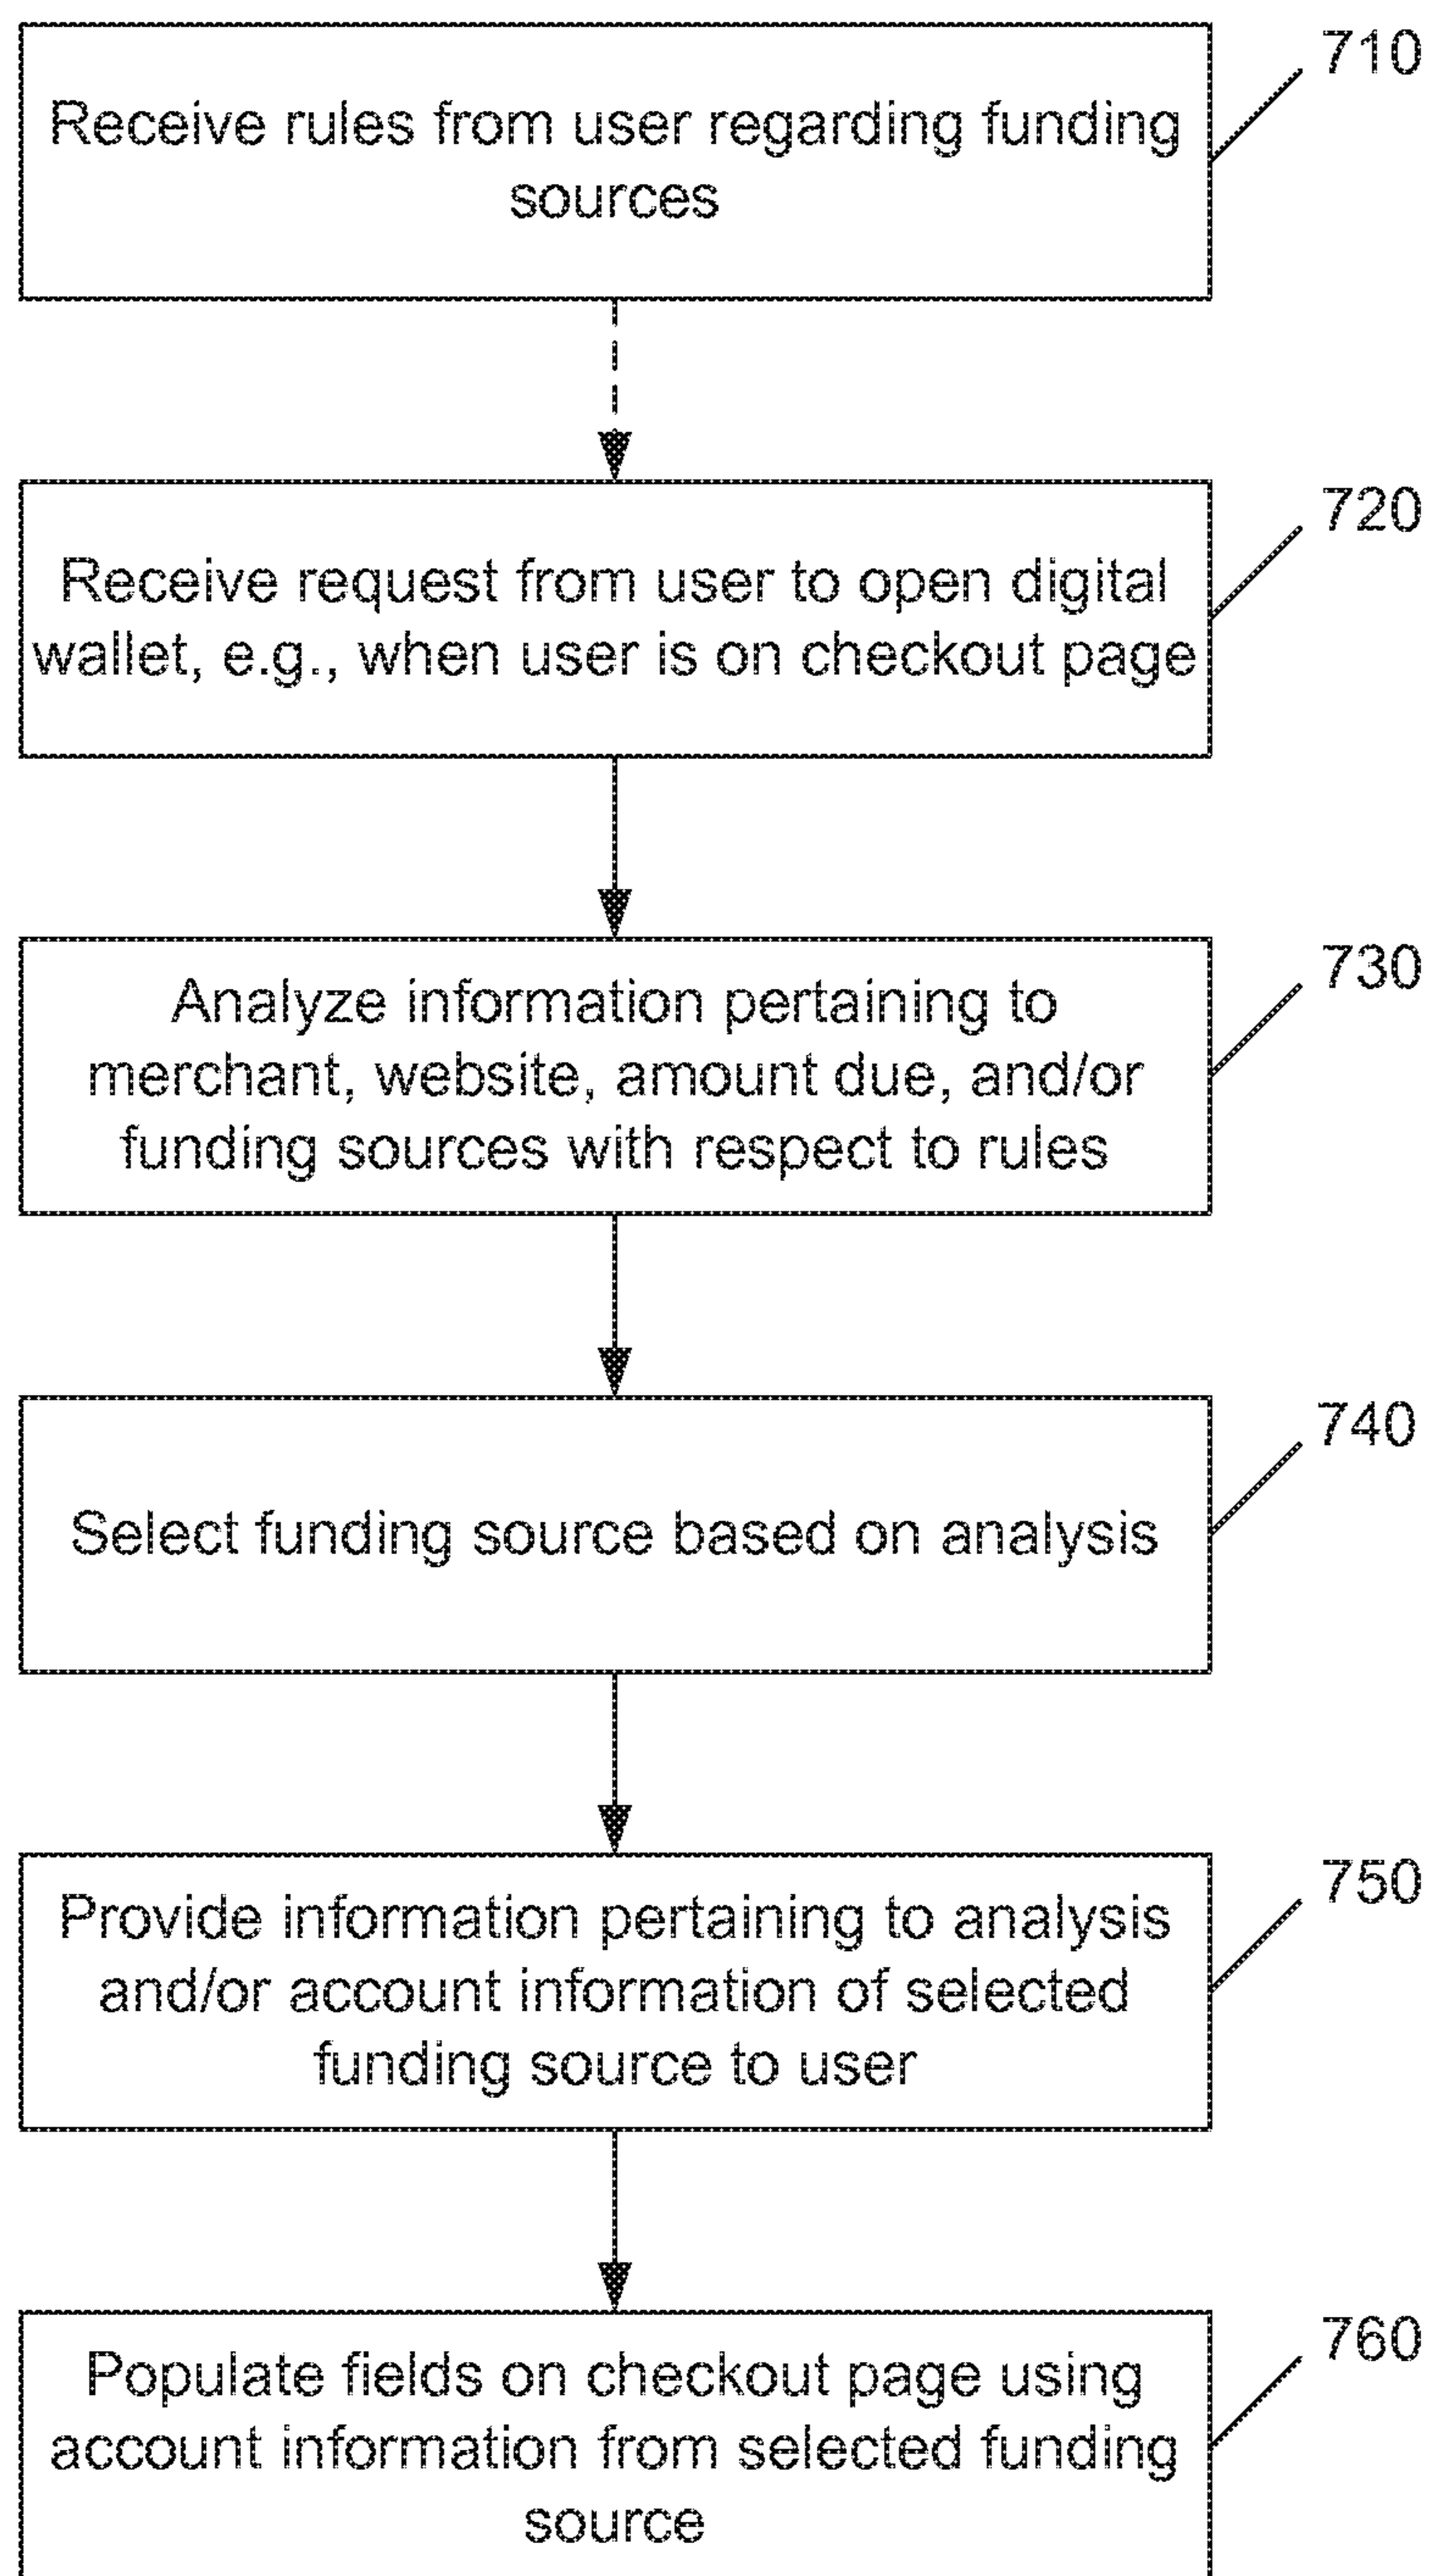 710
Receive rules from user regarding funding
sources
720
Receive request from user to open digital
wallet, e.g., when user is on checkout page
730
Analyze information pertaining to
merchant, website, amount due, and/or
funding sources with respect to rules
740
Select funding source based on analysis
750
Provide information pertaining to analysis
and/or account information of selected
funding source to user
760
Populate fields on checkout page using
account information from selected funding
source